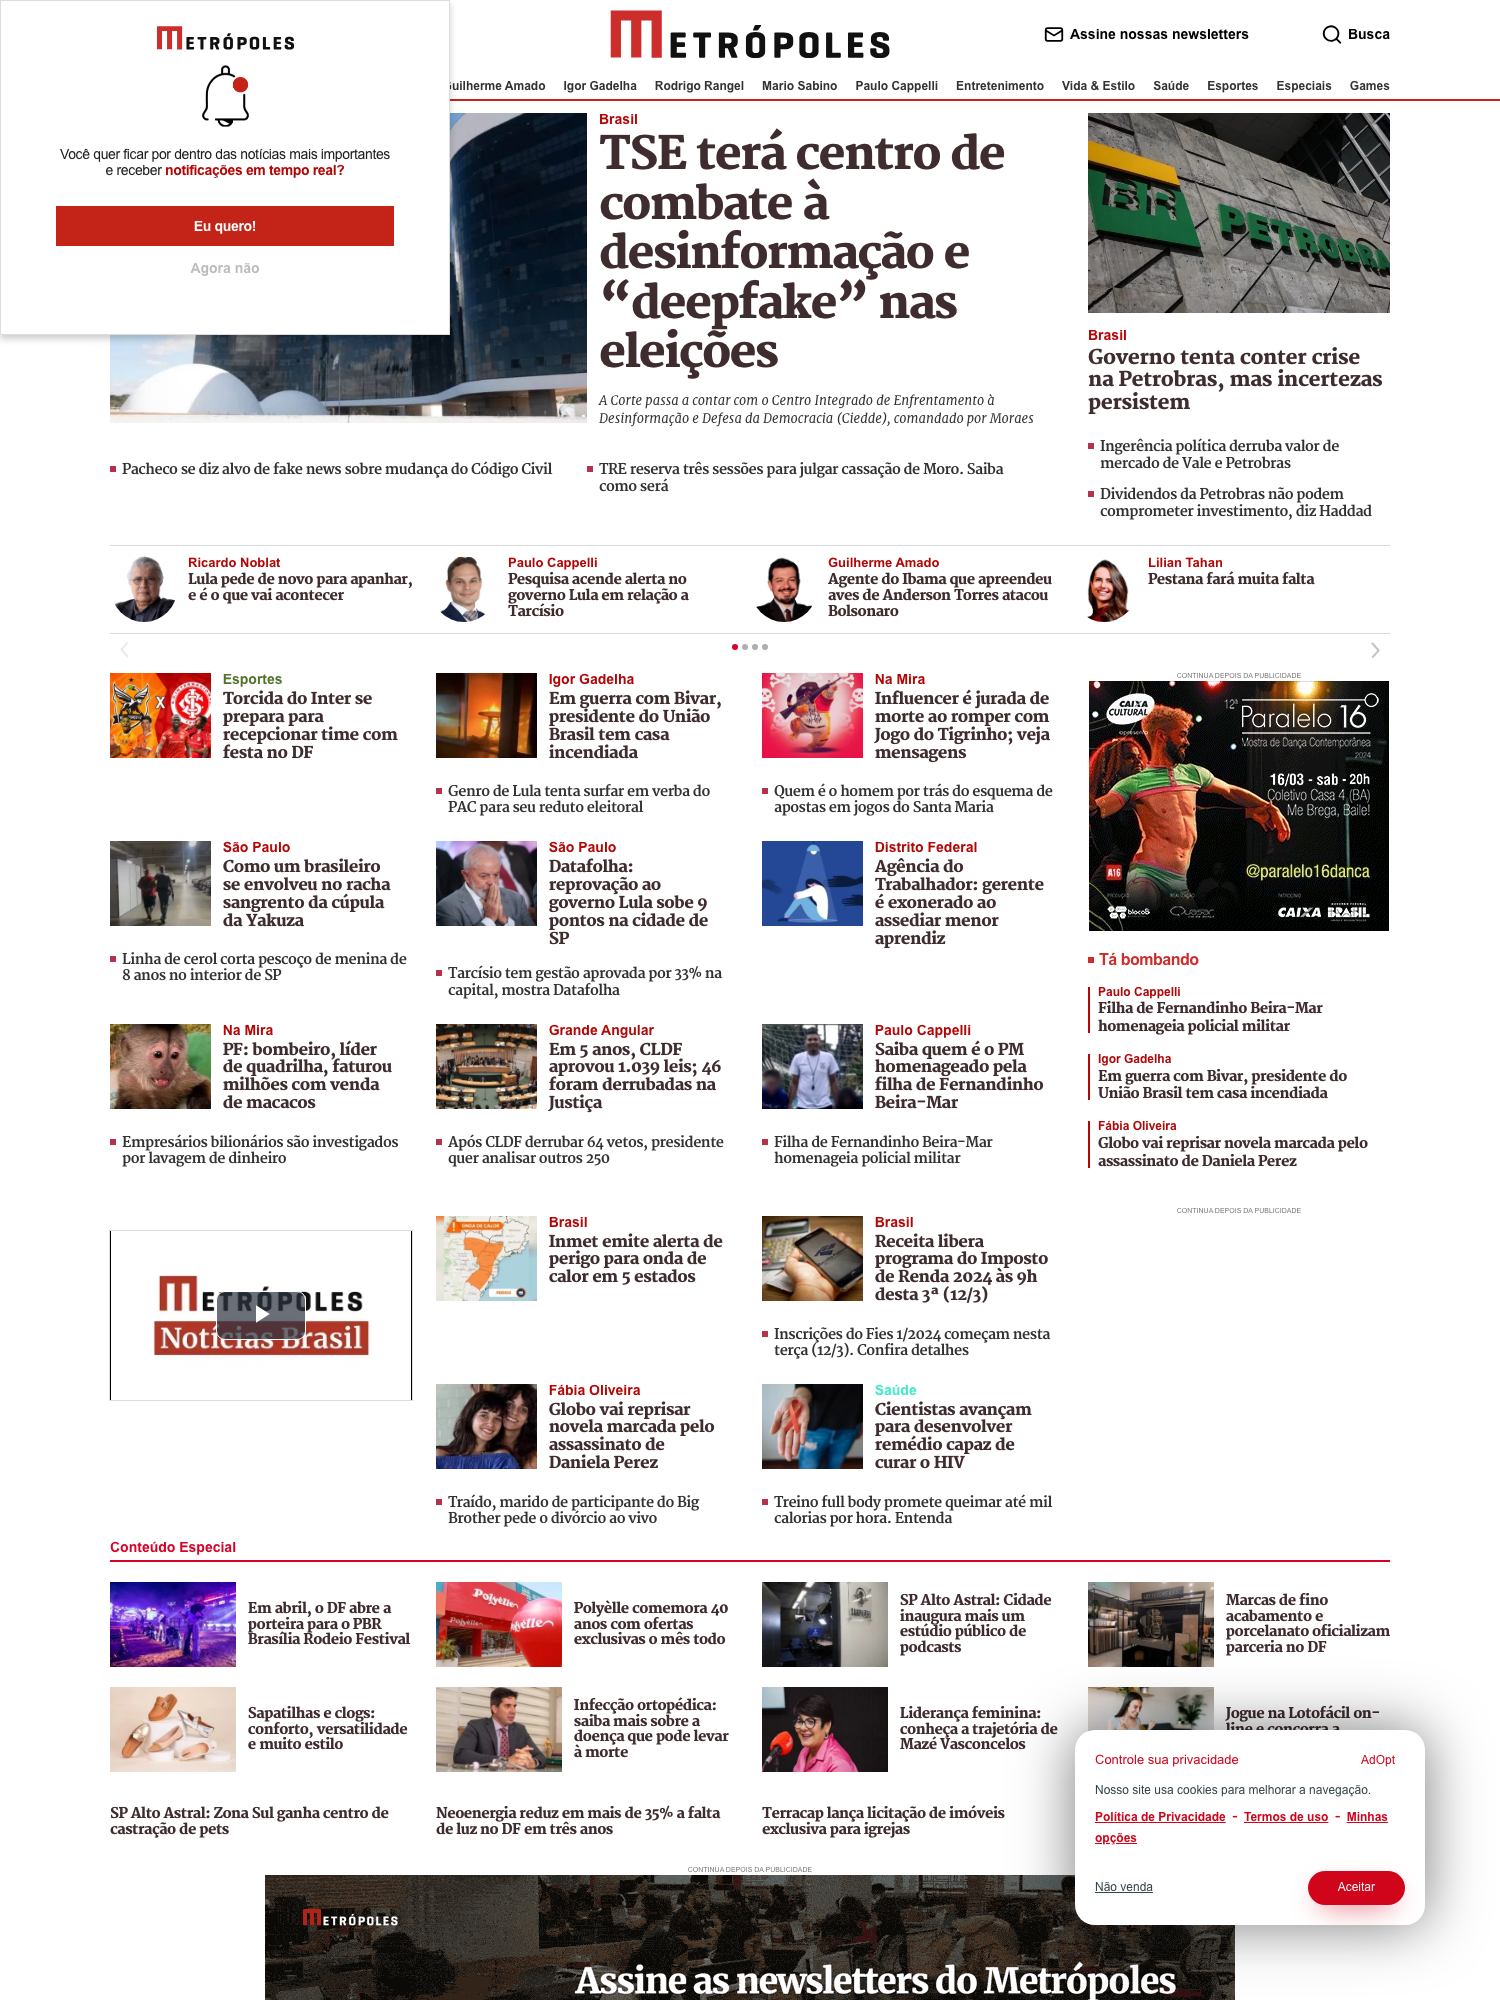 METRÓPOLES
Você quer ficar por dentro das notícias mais importantes
e receber notificações em tempo real?
Eu quero!
Agora não
METRÓPOLES
Assine nossas newsletters
Busca
Guilherme Amado Igor Gadelha Rodrigo Rangel Mario Sabino Paulo Cappelli Entretenimento Vida & Estilo Saúde Esportes Especiais Games
Brasil
TSE terá centro de
combate à
desinformação e
“deepfake” nas
eleições
A Corte passa a contar com o Centro Integrado de Enfrentamento à
Desinformação e Defesa da Democracia (Ciedde), comandado por Moraes
Pacheco se diz alvo de fake news sobre mudança do Código Civil
TRE reserva três sessões para julgar cassação de Moro. Saiba
como será
BR PETROBRA
Brasil
Governo tenta conter crise
na Petrobras, mas incertezas
persistem
Ingerência política derruba valor de
mercado de Vale e Petrobras
Dividendos da Petrobras não podem
comprometer investimento, diz Haddad
Ricardo Noblat
Lula pede de novo para apanhar,
e é o que vai acontecer
Paulo Cappelli
Pesquisa acende alerta no
governo Lula em relação a
Tarcísio
Guilherme Amado
Agente do Ibama que apreendeu
aves de Anderson Torres atacou
Bolsonaro
Lilian Tahan
Pestana fará muita falta
Esportes
Torcida do Inter se
prepara para
recepcionar time com
festa no DF
Igor Gadelha
Em guerra com Bivar,
presidente do União
Brasil tem casa
incendiada
Genro de Lula tenta surfar em verba do
PAC para seu reduto eleitoral
Na Mira
Influencer é jurada de
morte ao romper com
Jogo do Tigrinho; veja
mensagens
Quem é o homem por trás do esquema de
apostas em jogos do Santa Maria
São Paulo
Como um brasileiro
se envolveu no racha
sangrento da cúpula
da Yakuza
Linha de cerol corta pescoço de menina de
8 anos no interior de SP
São Paulo
Datafolha:
reprovação ao
governo Lula sobe 9
pontos na cidade de
SP
Tarcísio tem gestão aprovada por 33% na
capital, mostra Datafolha
Distrito Federal
Agência do
Trabalhador: gerente
é exonerado ao
assediar menor
aprendiz
Na Mira
PF: bombeiro, líder
de quadrilha, faturou
milhões com venda
de macacos
Empresários bilionários são investigados
por lavagem de dinheiro
Grande Angular
Em 5 anos, CLDF
aprovou 1.039 leis; 46
foram derrubadas na
Justiça
Após CLDF derrubar 64 vetos, presidente
quer analisar outros 250
Paulo Cappelli
Saiba quem é o PM
homenageado pela
filha de Fernandinho
Beira-Mar
Filha de Fernandinho Beira-Mar
homenageia policial militar
CONTINUA DEPOIS DA PUBLICIDADE
CAIXA
CULTURAL
apresenta
12ª
Paralelo 16º
Mostra de Dança Contemporânea
2024
16/03 - sab - 20h
Coletivo Casa 4 (BA)
Me Brega, Baile!
A16
@paralelo16danca
PRODUÇÃO REALIZAÇÃO PATROCÍNIO
bloco8 Quasar CAIXA BRASIL
Tá bombando
Paulo Cappelli
Filha de Fernandinho Beira-Mar
homenageia policial militar
Igor Gadelha
Em guerra com Bivar, presidente do
União Brasil tem casa incendiada
Fábia Oliveira
Globo vai reprisar novela marcada pelo
assassinato de Daniela Perez
CONTINUA DEPOIS DA PUBLICIDADE
METRÓPOLES
Notícias Brasil
ONDA DE CALOR
Brasil
Inmet emite alerta de
perigo para onda de
calor em 5 estados
Brasil
Receita libera
programa do Imposto
de Renda 2024 às 9h
desta 3ª (12/3)
Inscrições do Fies 1/2024 começam nesta
terça (12/3). Confira detalhes
Fábia Oliveira
Globo vai reprisar
novela marcada pelo
assassinato de
Daniela Perez
Traído, marido de participante do Big
Brother pede o divórcio ao vivo
Saúde
Cientistas avançam
para desenvolver
remédio capaz de
curar o HIV
Treino full body promete queimar até mil
calorias por hora. Entenda
Conteúdo Especial
Em abril, o DF abre a
porteira para o PBR
Brasília Rodeio Festival
Polyèlle
Polyèlle
Polyèlle comemora 40
anos com ofertas
exclusivas o mês todo
SP Alto Astral: Cidade
inaugura mais um
estúdio público de
podcasts
Marcas de fino
acabamento e
porcelanato oficializam
parceria no DF
Sapatilhas e clogs:
conforto, versatilidade
e muito estilo
Infecção ortopédica:
saiba mais sobre a
doença que pode levar
à morte
Liderança feminina:
conheça a trajetória de
Mazé Vasconcelos
Jogue na Lotofácil on-
line e concorra a
SP Alto Astral: Zona Sul ganha centro de
castração de pets
Neoenergia reduz em mais de 35% a falta
de luz no DF em três anos
Terracap lança licitação de imóveis
exclusiva para igrejas
Controle sua privacidade
AdOpt
Nosso site usa cookies para melhorar a navegação.
Política de Privacidade - Termos de uso - Minhas
opções
Não venda
Aceitar
CONTINUA DEPOIS DA PUBLICIDADE
METRÓPOLES
Assine as newsletters do Metrópoles